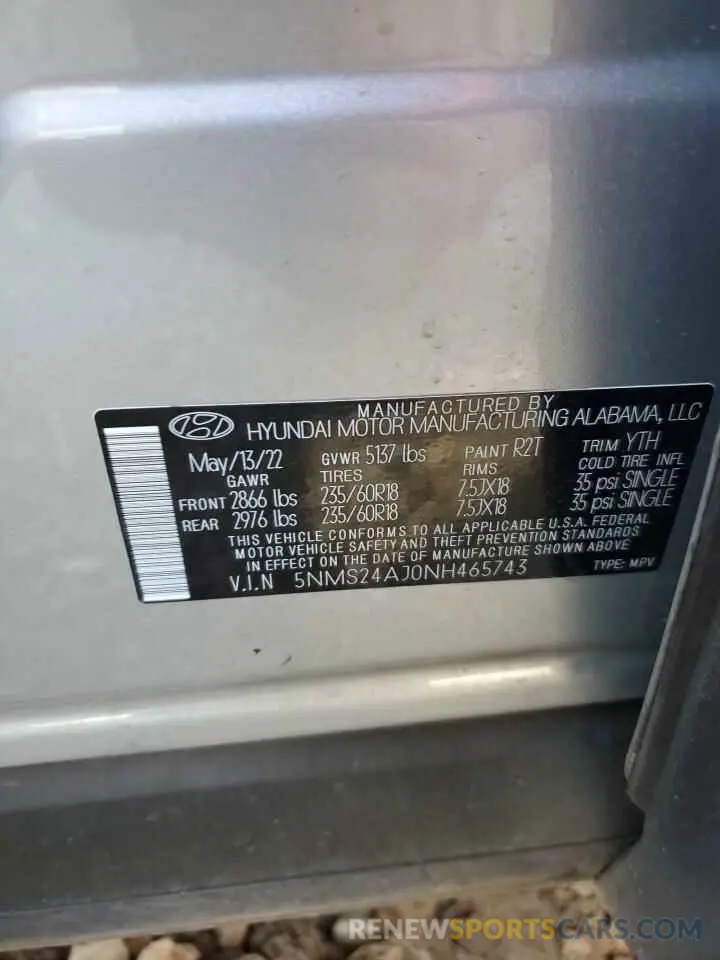 MANUFACTURED BY
HYUNDAI MOTOR MANUFACTURING ALABAMA, LLC
May/13/22 GVWR 5137 lbs PAINT R2T TRIM YTH
GAWR TIRES RIMS COLD TIRE INFL
FRONT 2866 lbs 235/60R18 7.5JX18 35 psi SINGLE
REAR 2976 lbs 235/60R18 7.5JX18 35 psi SINGLE
THIS VEHICLE CONFORMS TO ALL APPLICABLE U.S.A. FEDERAL
MOTOR VEHICLE SAFETY AND THEFT PREVENTION STANDARDS
IN EFFECT ON THE DATE OF MANUFACTURE SHOWN ABOVE
V.I.N 5NMS24AJ0NH465743 TYPE: MPV
RENEWSPORTSCARS.COM